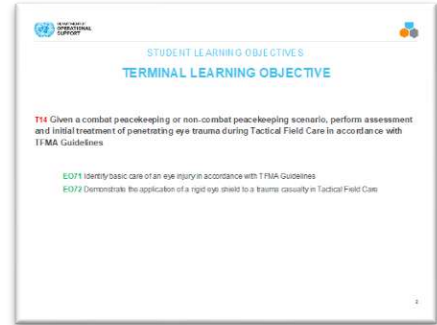 DEPARTMENT OF
OPERATIONAL
SUPPORT
STUDENT LEARNING OBJECTIVES
TERMINAL LEARNING OBJECTIVE
T14 Given a combat peacekeeping or non-combat peacekeeping scenario, perform assessment
and initial treatment of penetrating eye trauma during Tactical Field Care in accordance with
TFMA Guidelines
EO71 Identify basic care of an eye injury in accordance with TFMA Guidelines
EO72 Demonstrate the application of a rigid eye shield to a trauma casualty in Tactical Field Care